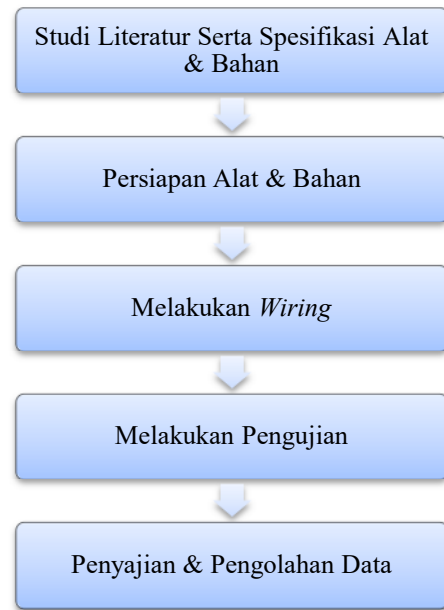 Studi Literatur Serta Spesifikasi Alat
& Bahan
Persiapan Alat & Bahan
Melakukan Wiring
Melakukan Pengujian
Penyajian & Pengolahan Data